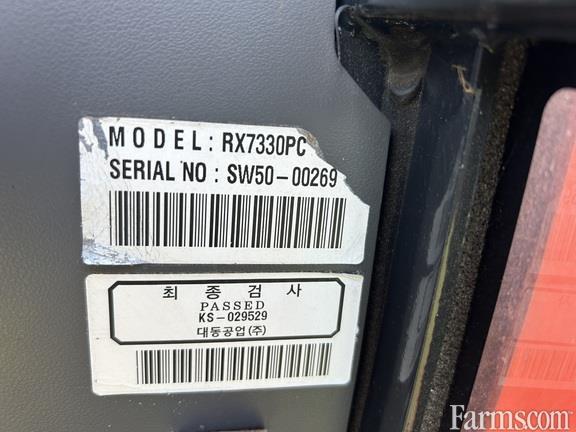 MODEL: RX7330PC
SERIAL NO : SW50-00269
최종검사
PASSED
KS-029529
대동공업(주)
Farms.com